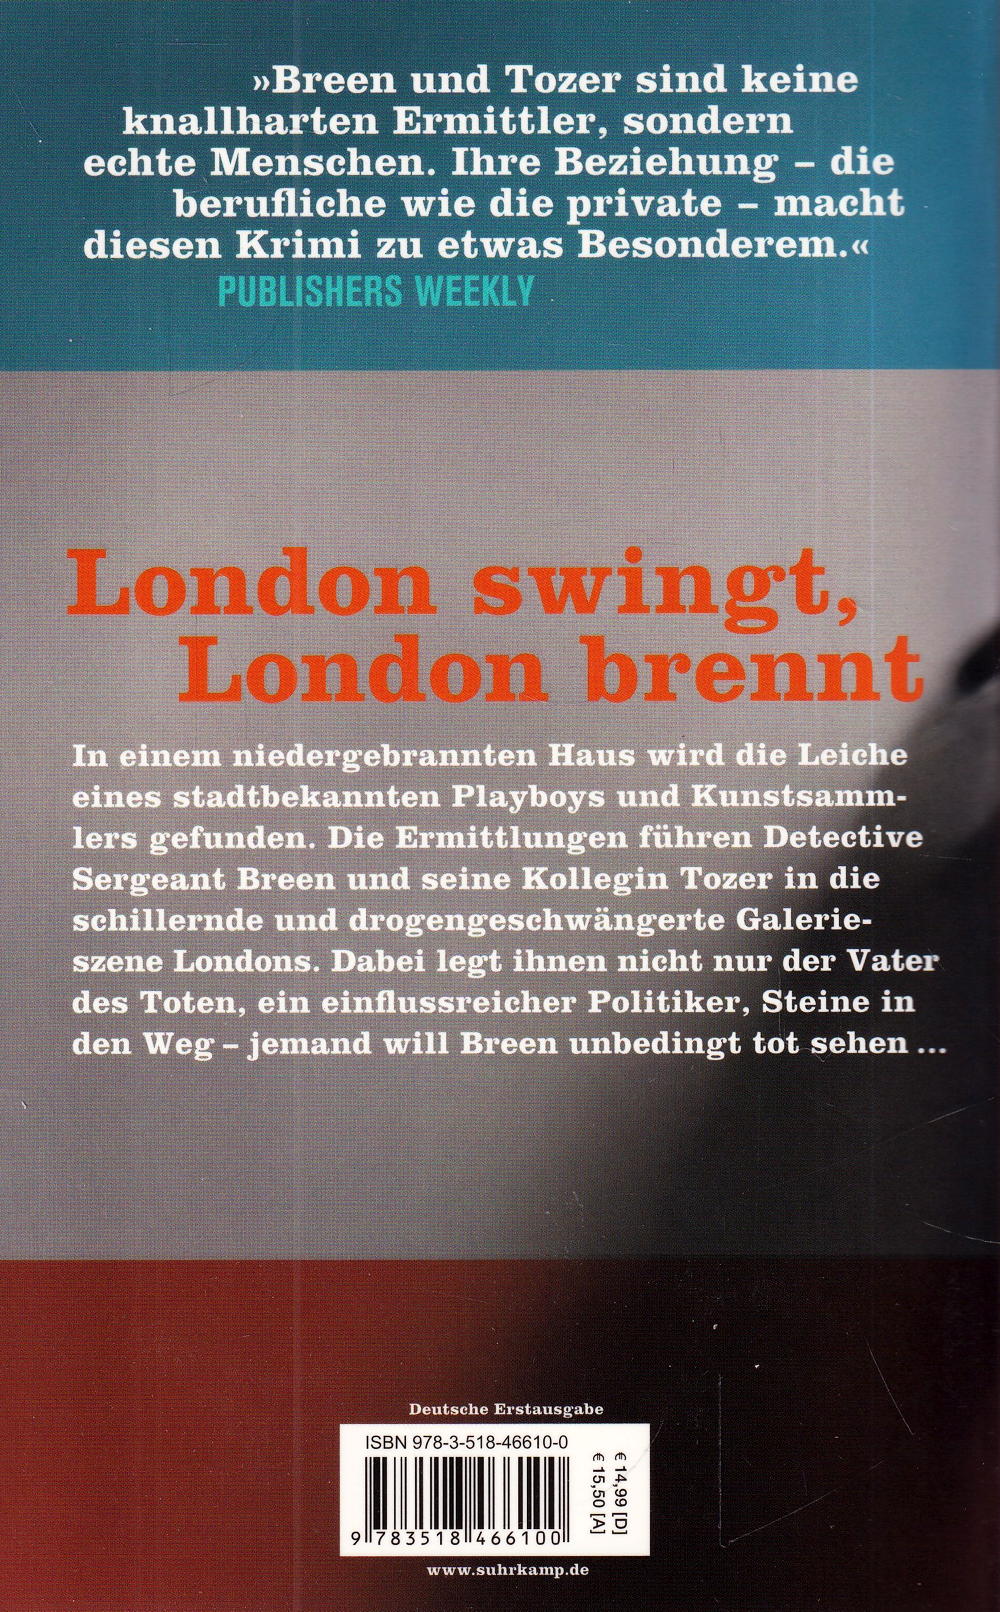 »Breen und Tozer sind keine
knallharten Ermittler, sondern
echte Menschen. Ihre Beziehung – die
berufliche wie die private – macht
diesen Krimi zu etwas Besonderem.«
PUBLISHERS WEEKLY
London swingt,
London brennt
In einem niedergebrannten Haus wird die Leiche
eines stadtbekannten Playboys und Kunstsamm-
lers gefunden. Die Ermittlungen führen Detective
Sergeant Breen und seine Kollegin Tozer in die
schillernde und drogengeschwängerte Galerie-
szene Londons. Dabei legt ihnen nicht nur der Vater
des Toten, ein einflussreicher Politiker, Steine in
den Weg – jemand will Breen unbedingt tot sehen ...
Deutsche Erstausgabe
ISBN 978-3-518-46610-0
9 783518 466100
€ 14,99 [D]
€ 15,50 [A]
www.suhrkamp.de